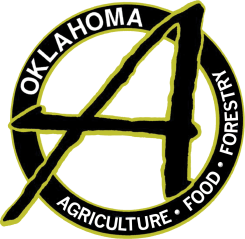 OKLAHOMA
A
AGRICULTURE • FOOD • FORESTRY